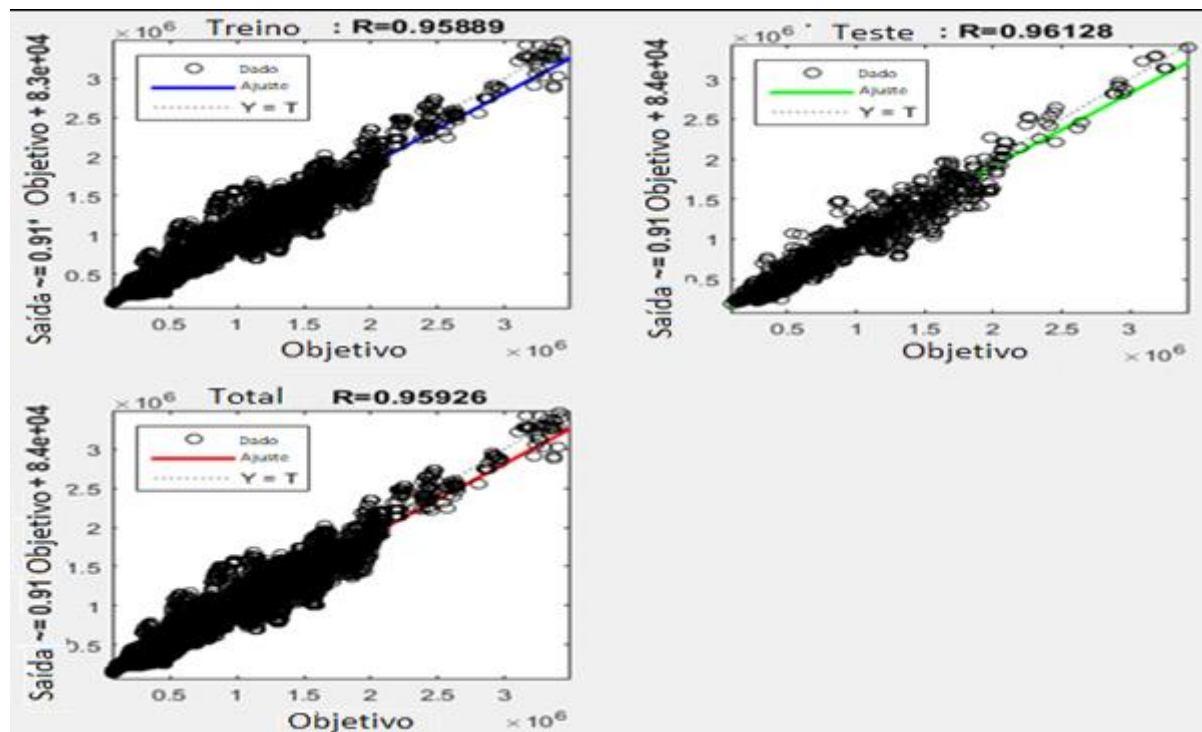 Treino : R=0.95889
×10⁶
Dado
Ajuste
Y = T
Saída ~= 0.91* Objetivo + 8.3e+04
3
2.5
2
1.5
1
0.5
0.5 1 1.5 2 2.5 3
Objetivo
×10⁶
Teste : R=0.96128
×10⁶
Dado
Ajuste
Y = T
Saída ~= 0.91 Objetivo + 8.4e+04
3
2.5
2
1.5
1
.5
0.5 1 1.5 2 2.5 3
Objetivo
×10⁶
Total R=0.95926
×10⁶
Dado
Ajuste
Y = T
Saída ~= 0.91 Objetivo + 8.4e+04
3
2.5
2
1.5
1
.5
0.5 1 1.5 2 2.5 3
Objetivo
×10⁶